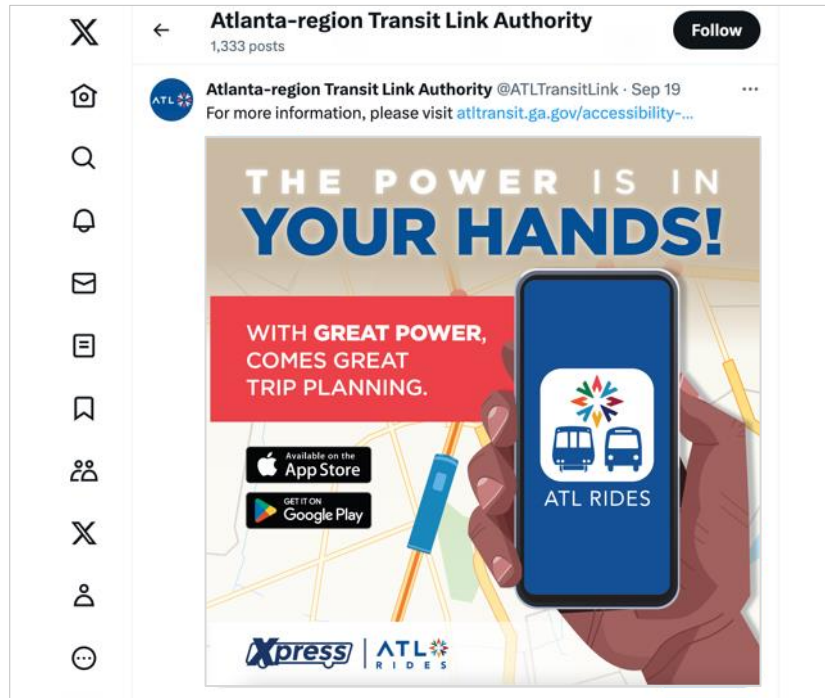 Atlanta-region Transit Link Authority
1,333 posts
Follow
Atlanta-region Transit Link Authority @ATLTransitLink · Sep 19
For more information, please visit atltransit.ga.gov/accessibility-...
THE POWER IS IN
YOUR HANDS!
WITH GREAT POWER,
COMES GREAT
TRIP PLANNING.
Available on the
App Store
GET IT ON
Google Play
ATL RIDES
Xpress
ATL
RIDES
ATL